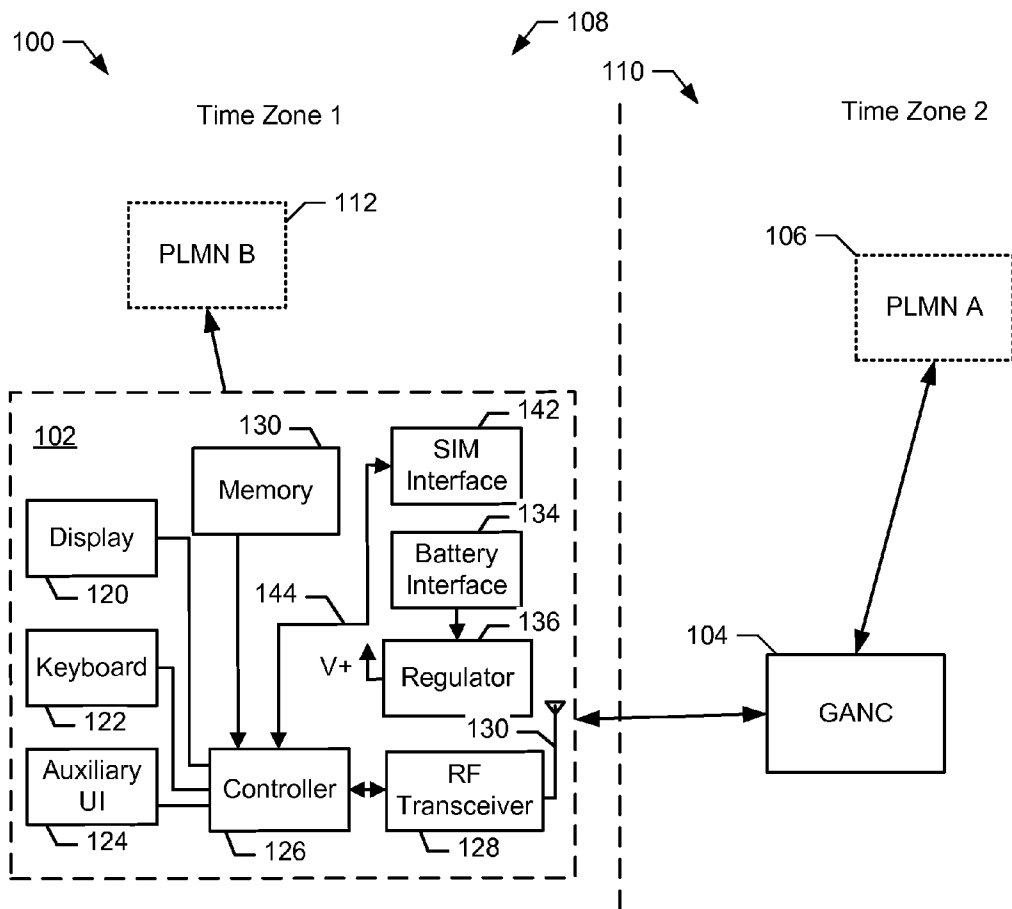 100
108
110
Time Zone 1
Time Zone 2
112
PLMN B
106
PLMN A
102
130
Memory
142
SIM
Interface
134
Battery
Interface
Display
120
144
136
V+
Regulator
Keyboard
122
130
104
GANC
Auxiliary
UI
124
Controller
126
RF
Transceiver
128